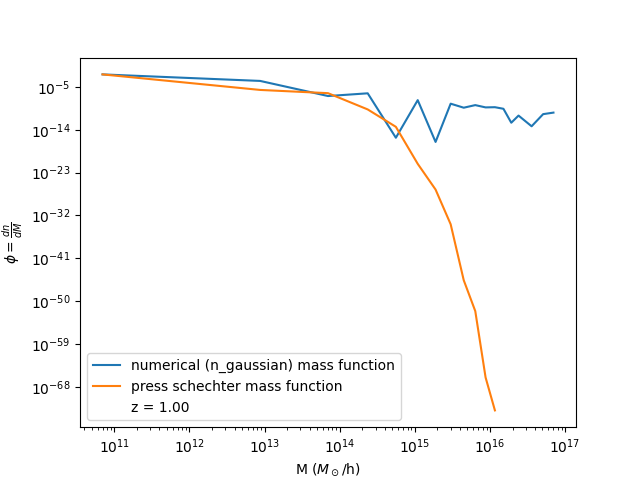 10^-5
10^-14
10^-23
10^-32
10^-41
10^-50
10^-59
10^-68
ϕ = dn/dM
numerical (n_gaussian) mass function
press schechter mass function
z = 1.00
10^11 10^12 10^13 10^14 10^15 10^16 10^17
M (M_⊙/h)